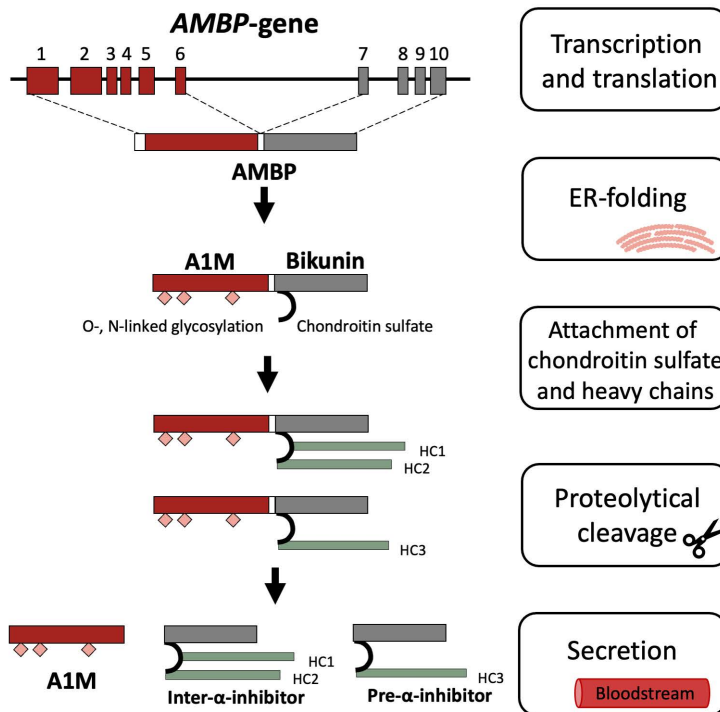 AMBP-gene
1 2 3 4 5 6 7 8 9 10
AMBP
A1M Bikunin
O-, N-linked glycosylation Chondroitin sulfate
HC1
HC2
HC3
A1M
HC1
HC2
Inter-α-inhibitor
HC3
Pre-α-inhibitor
Transcription
and translation
ER-folding
Attachment of
chondroitin sulfate
and heavy chains
Proteolytical
cleavage
Secretion
Bloodstream